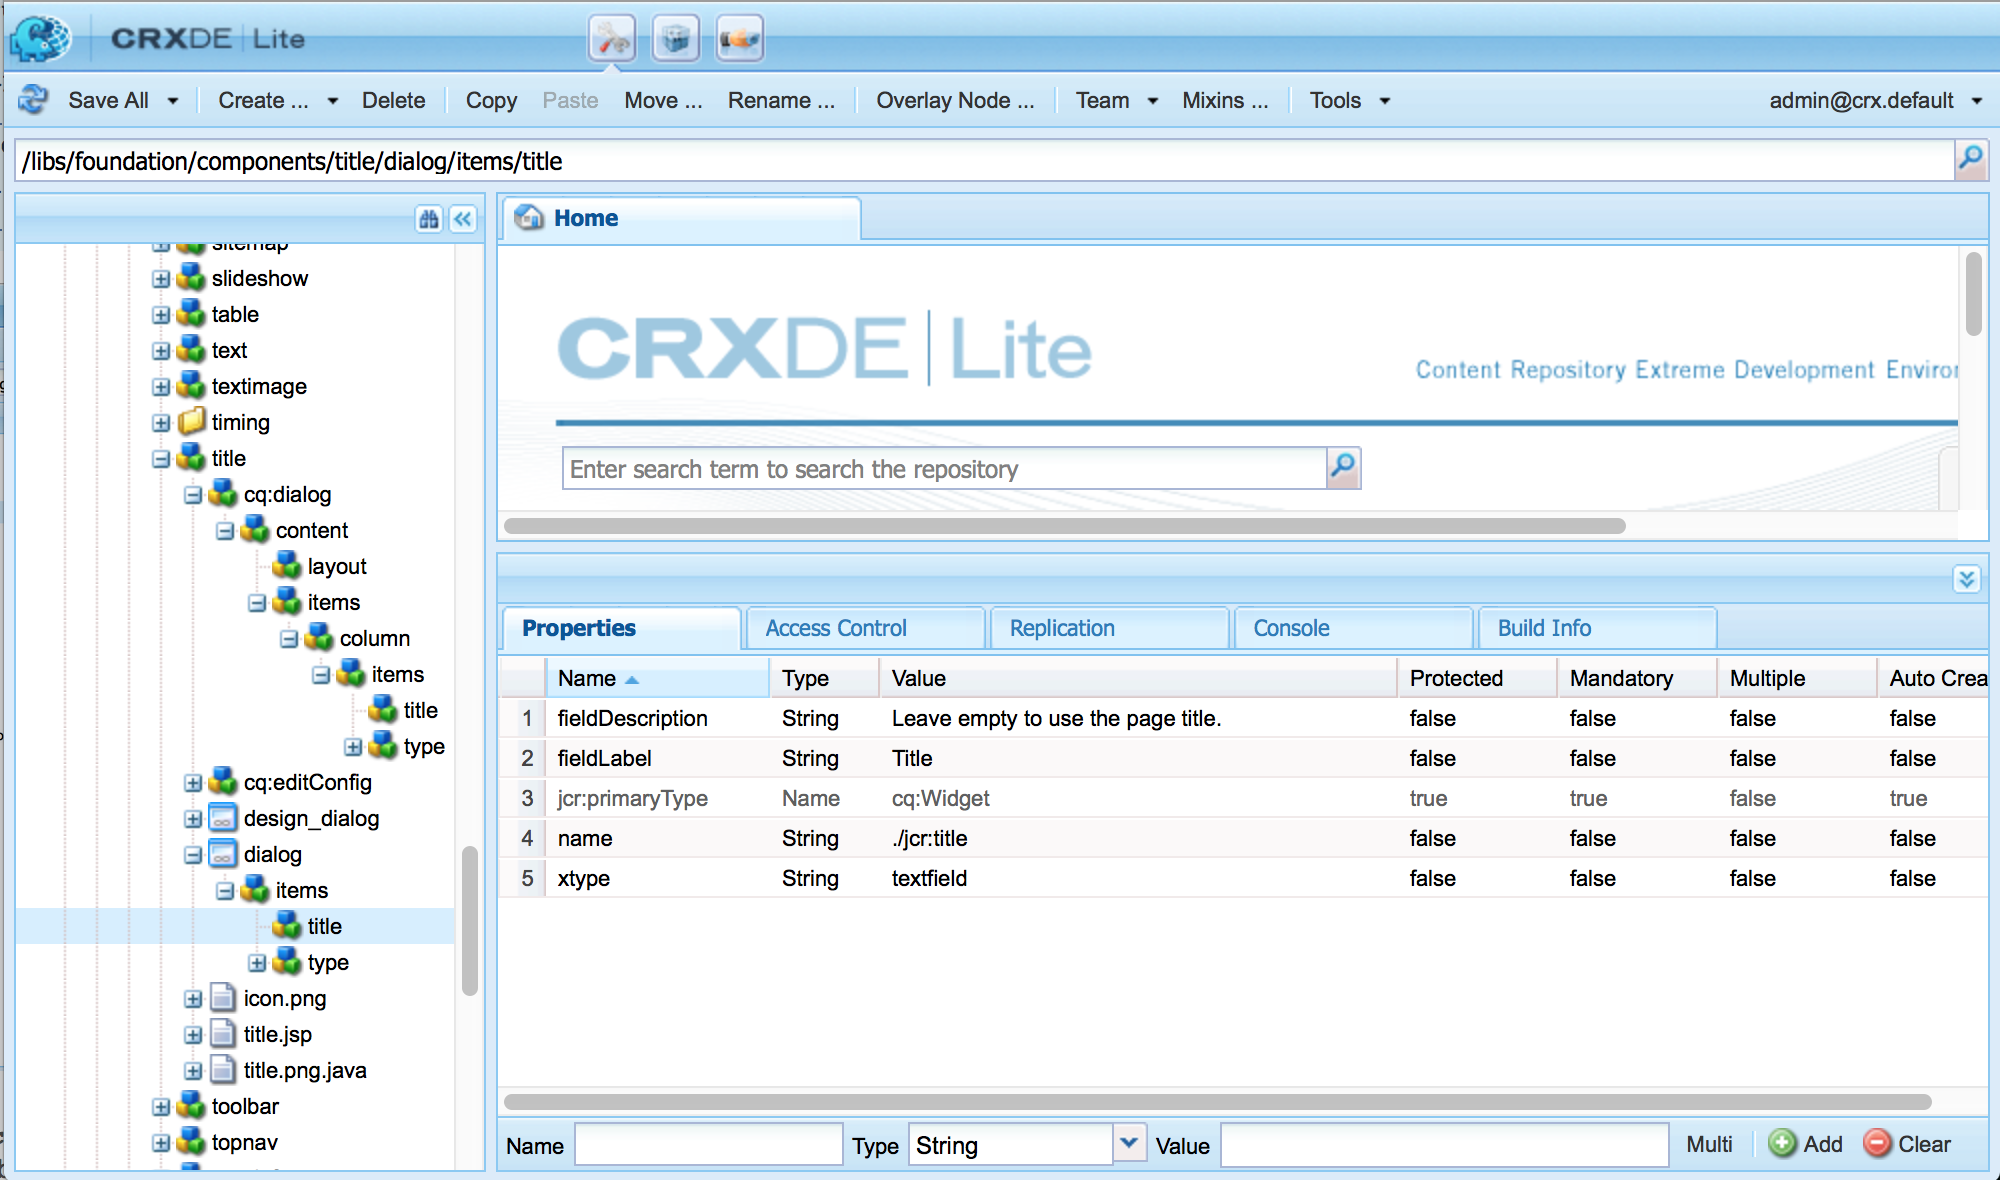 CRXDE Lite
Save All Create ... Delete Copy Paste Move ... Rename ... Overlay Node ... Team Mixins ... Tools admin@crx.default
/libs/foundation/components/title/dialog/items/title
sitemap
slideshow
table
text
textimage
timing
title
cq:dialog
content
layout
items
column
items
title
type
cq:editConfig
design_dialog
dialog
items
title
type
icon.png
title.jsp
title.png.java
toolbar
topnav
Home
CRXDE Lite
Content Repository Extreme Development Environ
Enter search term to search the repository
Properties Access Control Replication Console Build Info
Name Type Value Protected Mandatory Multiple Auto Crea
1 fieldDescription String Leave empty to use the page title. false false false false
2 fieldLabel String Title false false false false
3 jcr:primaryType Name cq:Widget true true false true
4 name String ./jcr:title false false false false
5 xtype String textfield false false false false
Name Type String Value Multi Add Clear